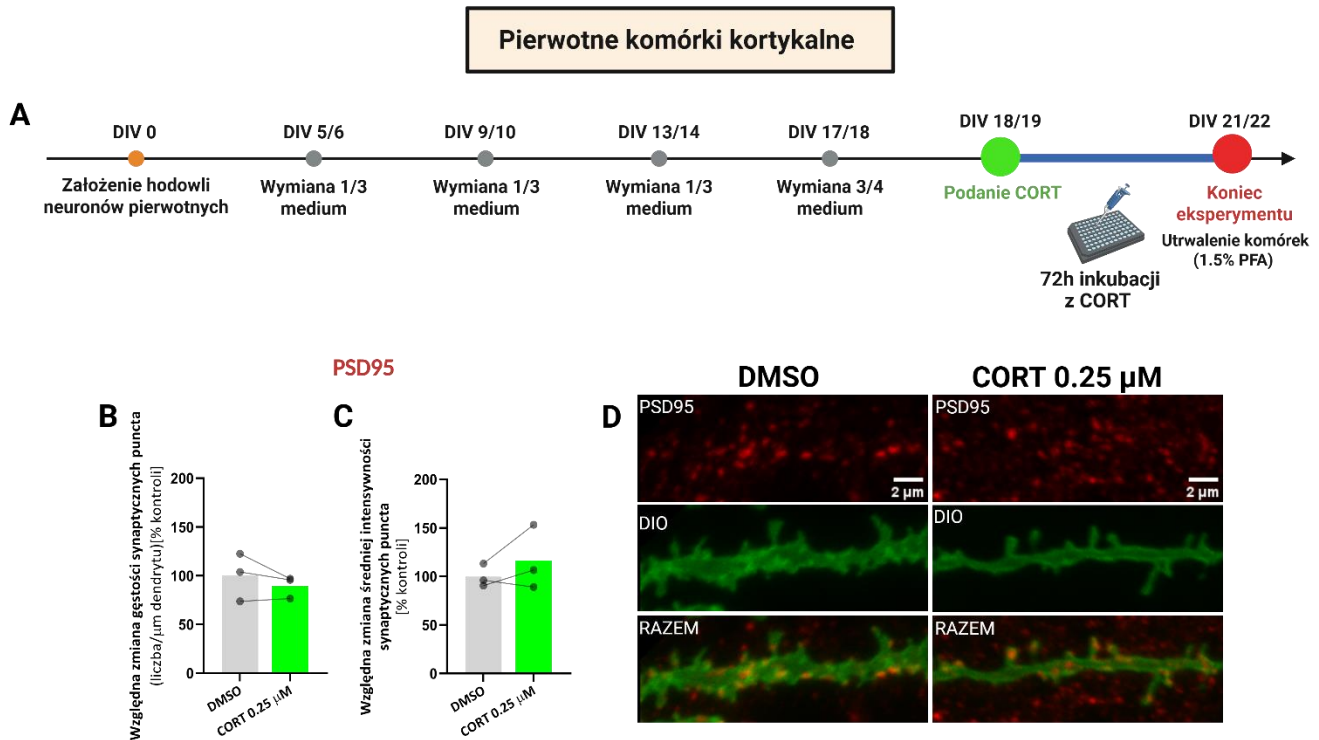 Pierwotne komórki kortykalne
A
DIV 0
DIV 5/6
DIV 9/10
DIV 13/14
DIV 17/18
DIV 18/19
DIV 21/22
Założenie hodowli
neuronów pierwotnych
Wymiana 1/3
medium
Wymiana 1/3
medium
Wymiana 1/3
medium
Wymiana 3/4
medium
Podanie CORT
72h inkubacji
z CORT
Koniec
eksperymentu
Utrwalenie komórek
(1.5% PFA)
PSD95
B
Względna zmiana gęstości synaptycznych puncta
(liczba/µm dendrytu)[% kontroli]
200
150
100
50
0
DMSO
CORT 0.25 µM
C
Względna zmiana średniej intensywności
synaptycznych puncta
[% kontroli]
200
150
100
50
0
DMSO
CORT 0.25 µM
D
DMSO
CORT 0.25 µM
PSD95
2 µm
PSD95
2 µm
DIO
DIO
RAZEM
RAZEM